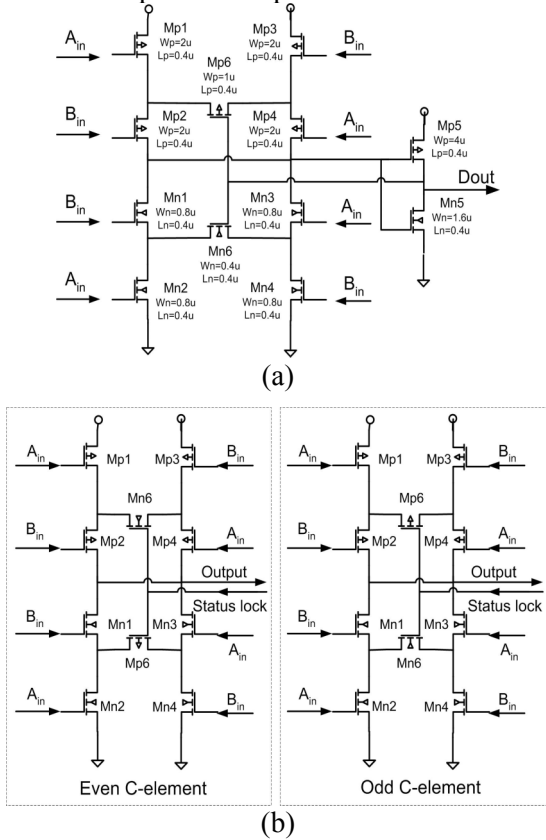 Mp1
Wp=2u
Lp=0.4u
Mp3
Wp=2u
Lp=0.4u
Ain
Bin
Mp6
Wp=1u
Lp=0.4u
Bin
Mp2
Wp=2u
Lp=0.4u
Mp4
Wp=2u
Lp=0.4u
Ain
Mp5
Wp=4u
Lp=0.4u
Dout
Bin
Mn1
Wn=0.8u
Ln=0.4u
Mn3
Wn=0.8u
Ln=0.4u
Ain
Mn5
Wn=1.6u
Ln=0.4u
Mn6
Wn=0.4u
Ln=0.4u
Ain
Mn2
Wn=0.8u
Ln=0.4u
Mn4
Wn=0.8u
Ln=0.4u
Bin
(a)
Ain
Mp1
Mp3
Bin
Mn6
Bin
Mp2
Mp4
Ain
Output
Status lock
Bin
Mn1
Mn3
Ain
Mp6
Ain
Mn2
Mn4
Bin
Even C-element
Ain
Mp1
Mp3
Bin
Mp6
Bin
Mp2
Mp4
Ain
Output
Status lock
Bin
Mn1
Mn3
Ain
Mn6
Ain
Mn2
Mn4
Bin
Odd C-element
(b)